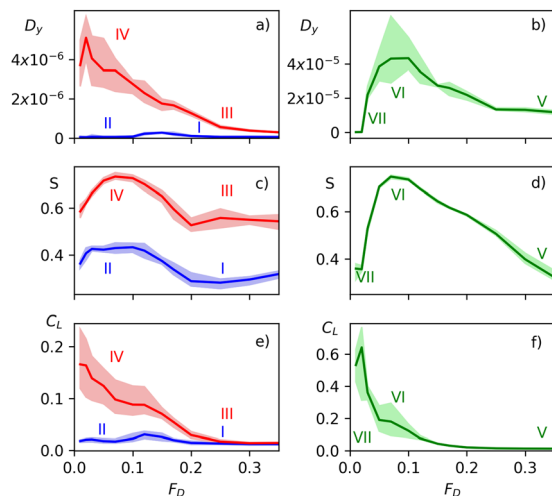 D_y a) D_y b)
IV
4x10⁻⁶ 4x10⁻⁵
VI
2x10⁻⁶ III 2x10⁻⁵ V
II I VII
0 0
S c) S d)
IV III VI
0.6 0.6
0.4 0.4
II I VII V
C_L e) C_L f)
IV 0.6
0.2
0.4 VI
0.1 III
II I 0.2 VII V
0.0 0.0
0.0 0.1 0.2 0.3 0.0 0.1 0.2 0.3
F_D F_D